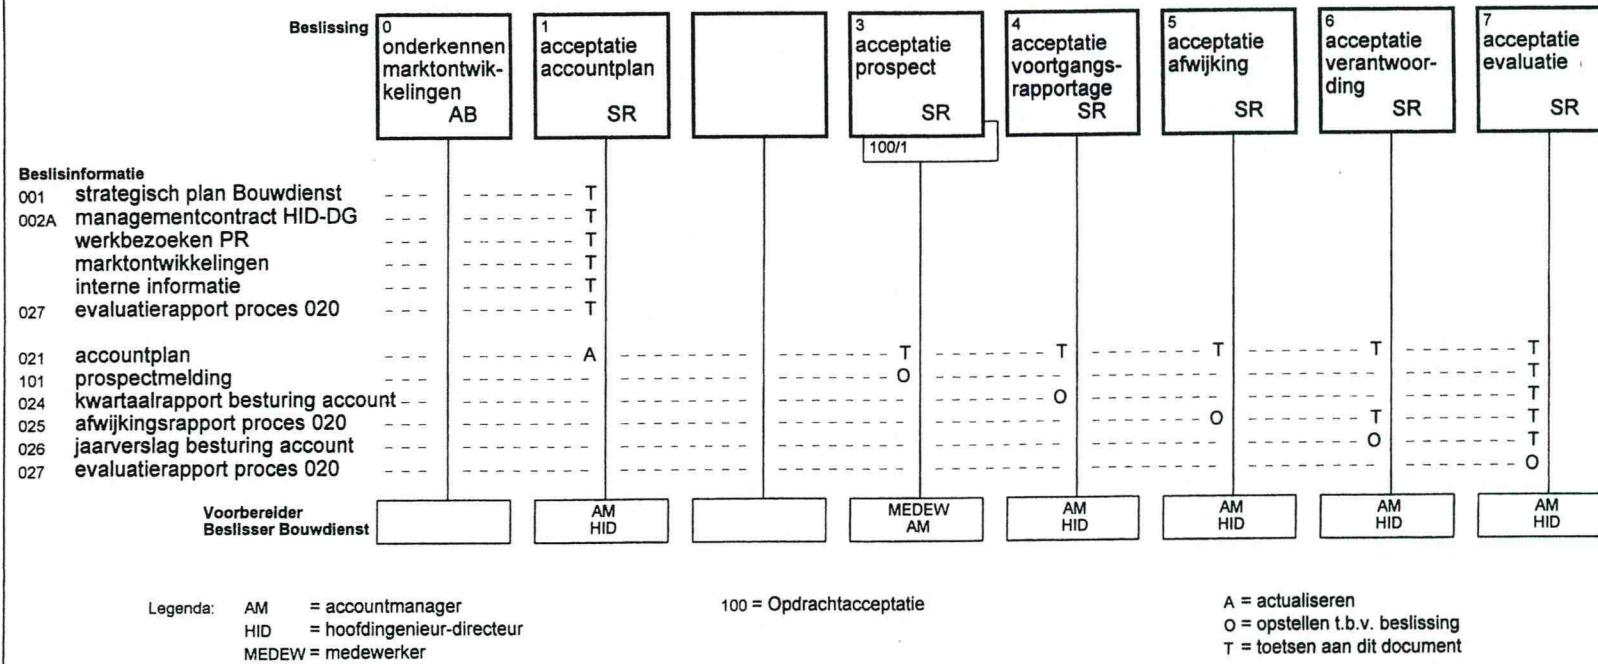 Beslissing
0
onderkennen
marktontwik-
kelingen
AB
1
acceptatie
accountplan
SR
3
acceptatie
prospect
SR
100/1
4
acceptatie
voortgangs-
rapportage
SR
5
acceptatie
afwijking
SR
6
acceptatie
verantwoor-
ding
SR
7
acceptatie
evaluatie
SR
Beslisinformatie
001 strategisch plan Bouwdienst T
002A managementcontract HID-DG T
werkbezoeken PR T
marktontwikkelingen T
interne informatie T
027 evaluatierapport proces 020 T
021 accountplan A T T T T T
101 prospectmelding O T
024 kwartaalrapport besturing account O T
025 afwijkingsrapport proces 020 O T T
026 jaarverslag besturing account O T
027 evaluatierapport proces 020 O
Voorbereider
Beslisser Bouwdienst
AM
HID
MEDEW
AM
AM
HID
AM
HID
AM
HID
AM
HID
Legenda: AM = accountmanager
HID = hoofdingenieur-directeur
MEDEW = medewerker
100 = Opdrachtacceptatie
A = actualiseren
O = opstellen t.b.v. beslissing
T = toetsen aan dit document